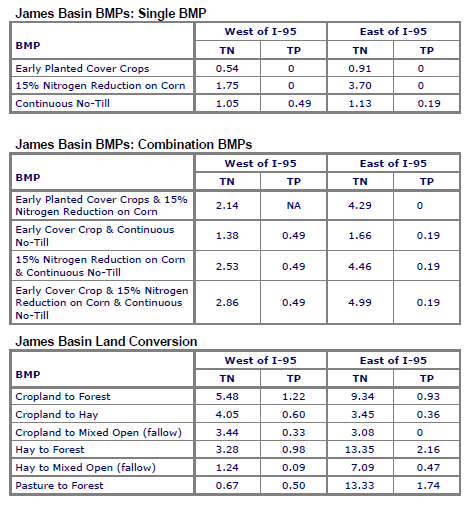 James Basin BMPs: Single BMP
BMP West of I-95 East of I-95
TN TP TN TP
Early Planted Cover Crops 0.54 0 0.91 0
15% Nitrogen Reduction on Corn 1.75 0 3.70 0
Continuous No-Till 1.05 0.49 1.13 0.19
James Basin BMPs: Combination BMPs
BMP West of I-95 East of I-95
TN TP TN TP
Early Planted Cover Crops & 15%
Nitrogen Reduction on Corn 2.14 NA 4.29 0
Early Cover Crop & Continuous
No-Till 1.38 0.49 1.66 0.19
15% Nitrogen Reduction on Corn
& Continuous No-Till 2.53 0.49 4.46 0.19
Early Cover Crop & 15% Nitrogen
Reduction on Corn & Continuous 2.86 0.49 4.99 0.19
No-Till
James Basin Land Conversion
BMP West of I-95 East of I-95
TN TP TN TP
Cropland to Forest 5.48 1.22 9.34 0.93
Cropland to Hay 4.05 0.60 3.45 0.36
Cropland to Mixed Open (fallow) 3.44 0.33 3.08 0
Hay to Forest 3.28 0.98 13.35 2.16
Hay to Mixed Open (fallow) 1.24 0.09 7.09 0.47
Pasture to Forest 0.67 0.50 13.33 1.74